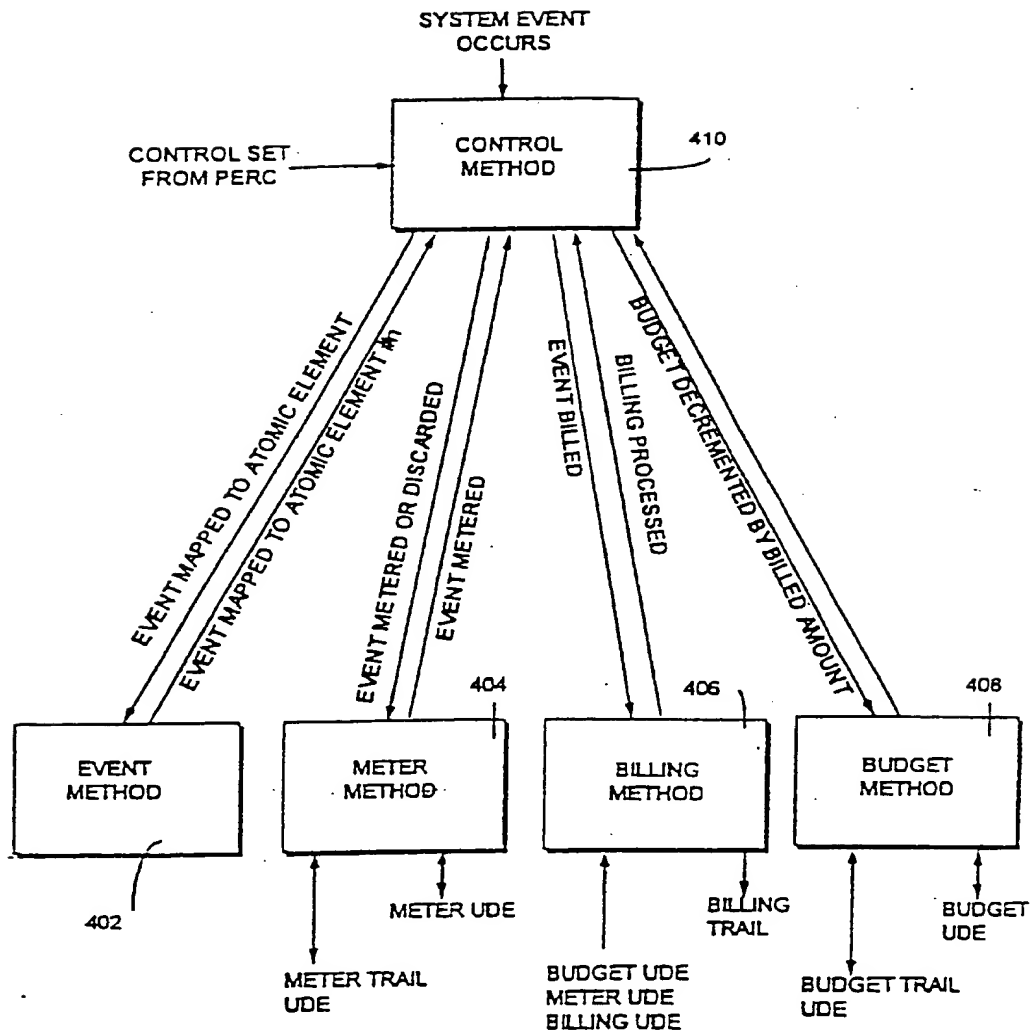 SYSTEM EVENT
OCCURS
CONTROL
METHOD
410
CONTROL SET
FROM PERC
EVENT MAPPED TO ATOMIC ELEMENT
EVENT MAPPED TO ATOMIC ELEMENT #n
EVENT METERED OR DISCARDED
EVENT METERED
EVENT BILLED
BILLING PROCESSED
BUDGET DECREMENTED BY BILLED AMOUNT
EVENT
METHOD
402
METER
METHOD
404
BILLING
METHOD
406
BUDGET
METHOD
408
METER UDE
METER TRAIL
UDE
BILLING
TRAIL
BUDGET UDE
METER UDE
BILLING UDE
BUDGET
UDE
BUDGET TRAIL
UDE